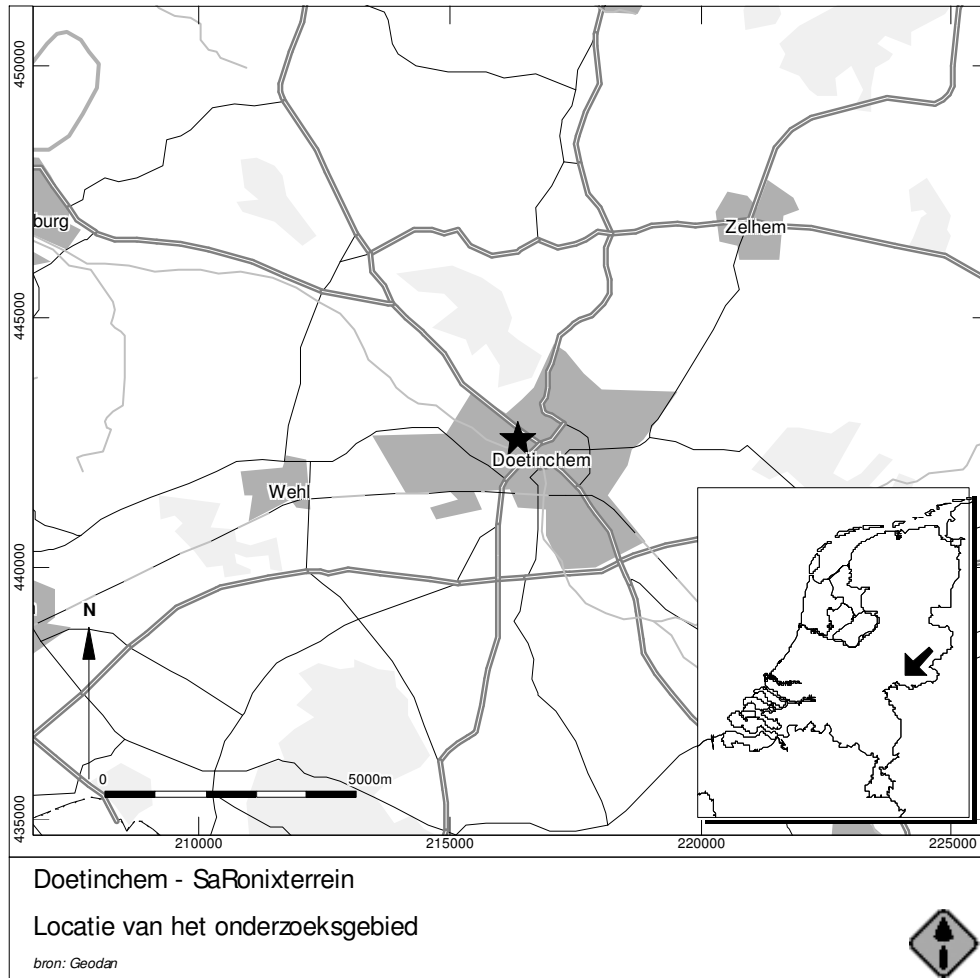 450000
burg
Zelhem
445000
Doetinchem
Wehl
440000
N
0 5000m
435000
210000 215000 220000 225000
Doetinchem - SaRonixterrein
Locatie van het onderzoeksgebied
bron: Geodan